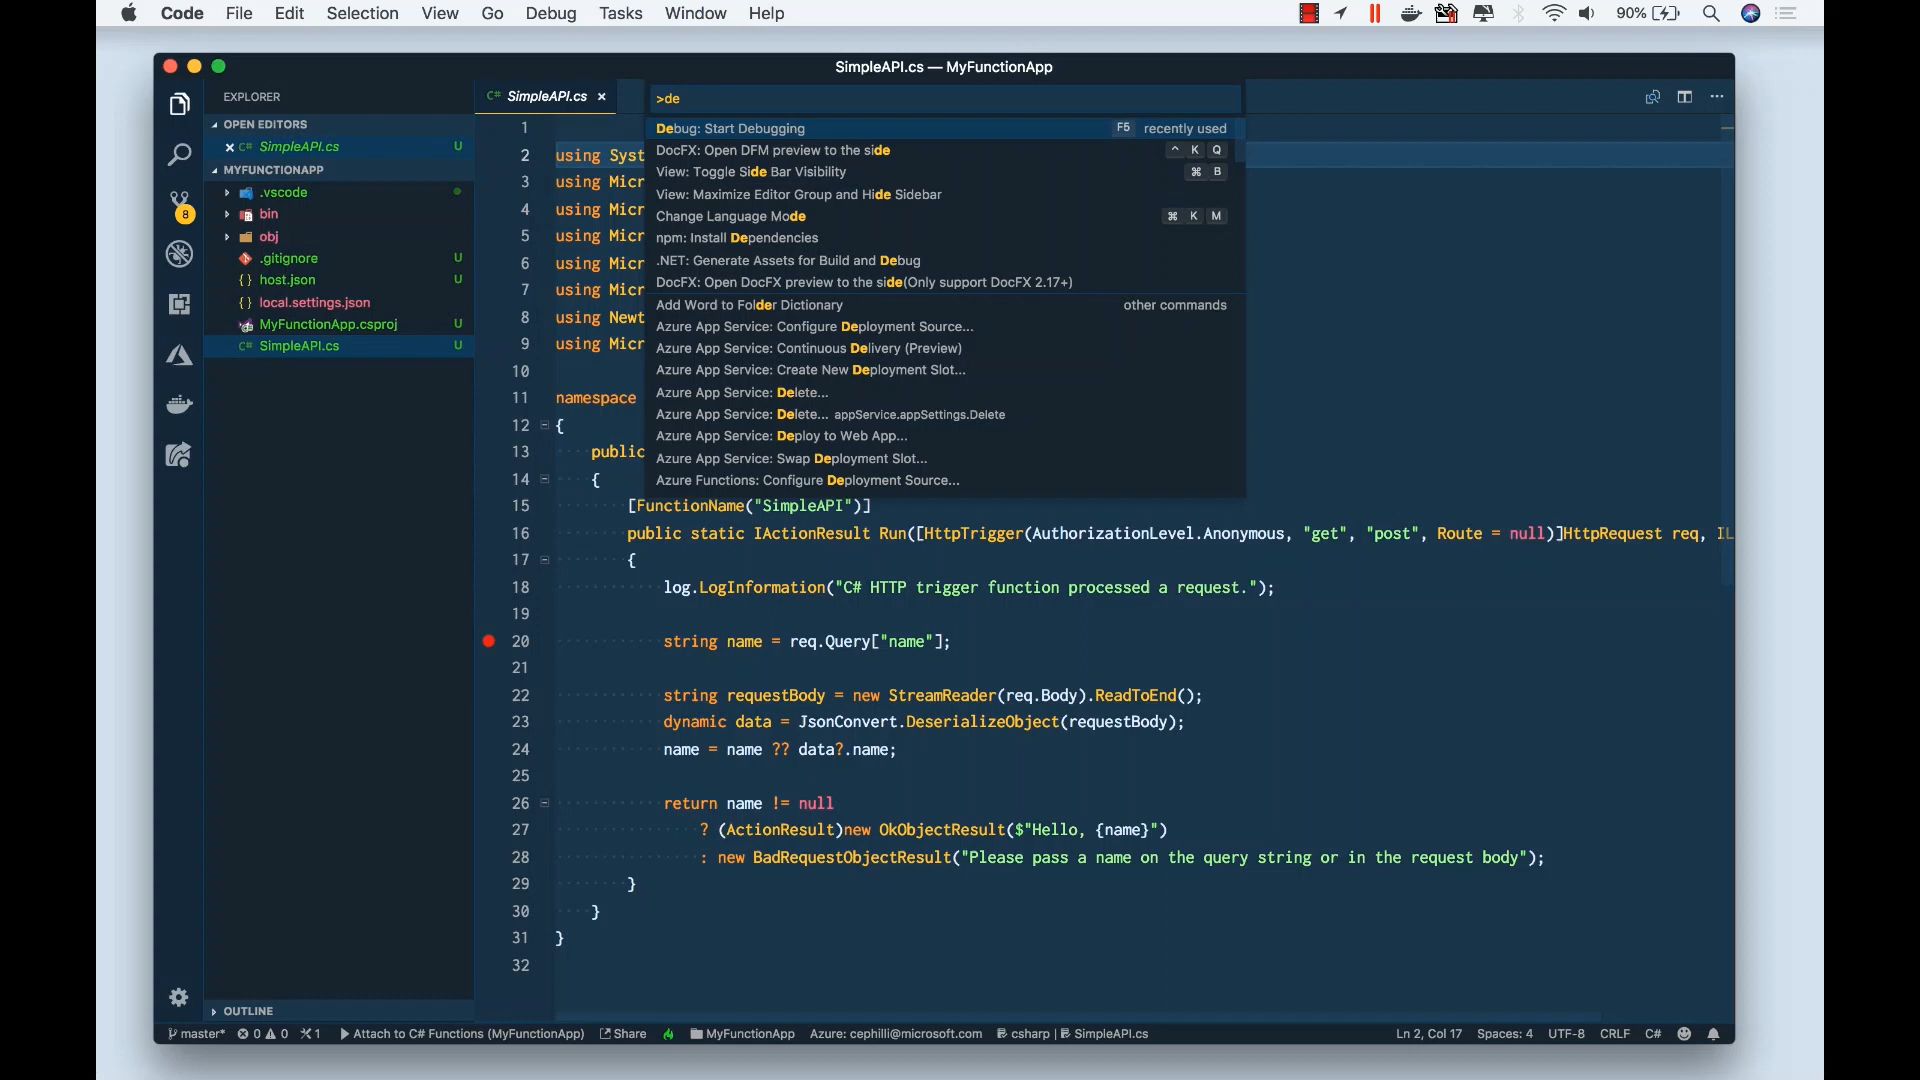 Code File Edit Selection View Go Debug Tasks Window Help 90%
SimpleAPI.cs — MyFunctionApp
EXPLORER
OPEN EDITORS
C# SimpleAPI.cs U
MYFUNCTIONAPP
.vscode
bin
obj
.gitignore U
{} host.json U
{} local.settings.json
MyFunctionApp.csproj U
C# SimpleAPI.cs U
OUTLINE
8
C# SimpleAPI.cs ×
>de
Debug: Start Debugging F5 recently used
DocFX: Open DFM preview to the side ⌃ K Q
View: Toggle Side Bar Visibility ⌘ B
View: Maximize Editor Group and Hide Sidebar
Change Language Mode ⌘ K M
npm: Install Dependencies
.NET: Generate Assets for Build and Debug
DocFX: Open DocFX preview to the side(Only support DocFX 2.17+)
Add Word to Folder Dictionary other commands
Azure App Service: Configure Deployment Source...
Azure App Service: Continuous Delivery (Preview)
Azure App Service: Create New Deployment Slot...
Azure App Service: Delete...
Azure App Service: Delete... appService.appSettings.Delete
Azure App Service: Deploy to Web App...
Azure App Service: Swap Deployment Slot...
Azure Functions: Configure Deployment Source...
1
2 using Syst
3 using Micr
4 using Micr
5 using Micr
6 using Micr
7 using Micr
8 using Newt
9 using Micr
10
11 namespace
12 {
13 public
14 {
15 [FunctionName("SimpleAPI")]
16 public static IActionResult Run([HttpTrigger(AuthorizationLevel.Anonymous, "get", "post", Route = null)]HttpRequest req, IL
17 {
18 log.LogInformation("C# HTTP trigger function processed a request.");
19
20 string name = req.Query["name"];
21
22 string requestBody = new StreamReader(req.Body).ReadToEnd();
23 dynamic data = JsonConvert.DeserializeObject(requestBody);
24 name = name ?? data?.name;
25
26 return name != null
27 ? (ActionResult)new OkObjectResult($"Hello, {name}")
28 : new BadRequestObjectResult("Please pass a name on the query string or in the request body");
29 }
30 }
31 }
32
master* 0 0 1 Attach to C# Functions (MyFunctionApp) Share MyFunctionApp Azure: cephilli@microsoft.com csharp | SimpleAPI.cs Ln 2, Col 17 Spaces: 4 UTF-8 CRLF C#